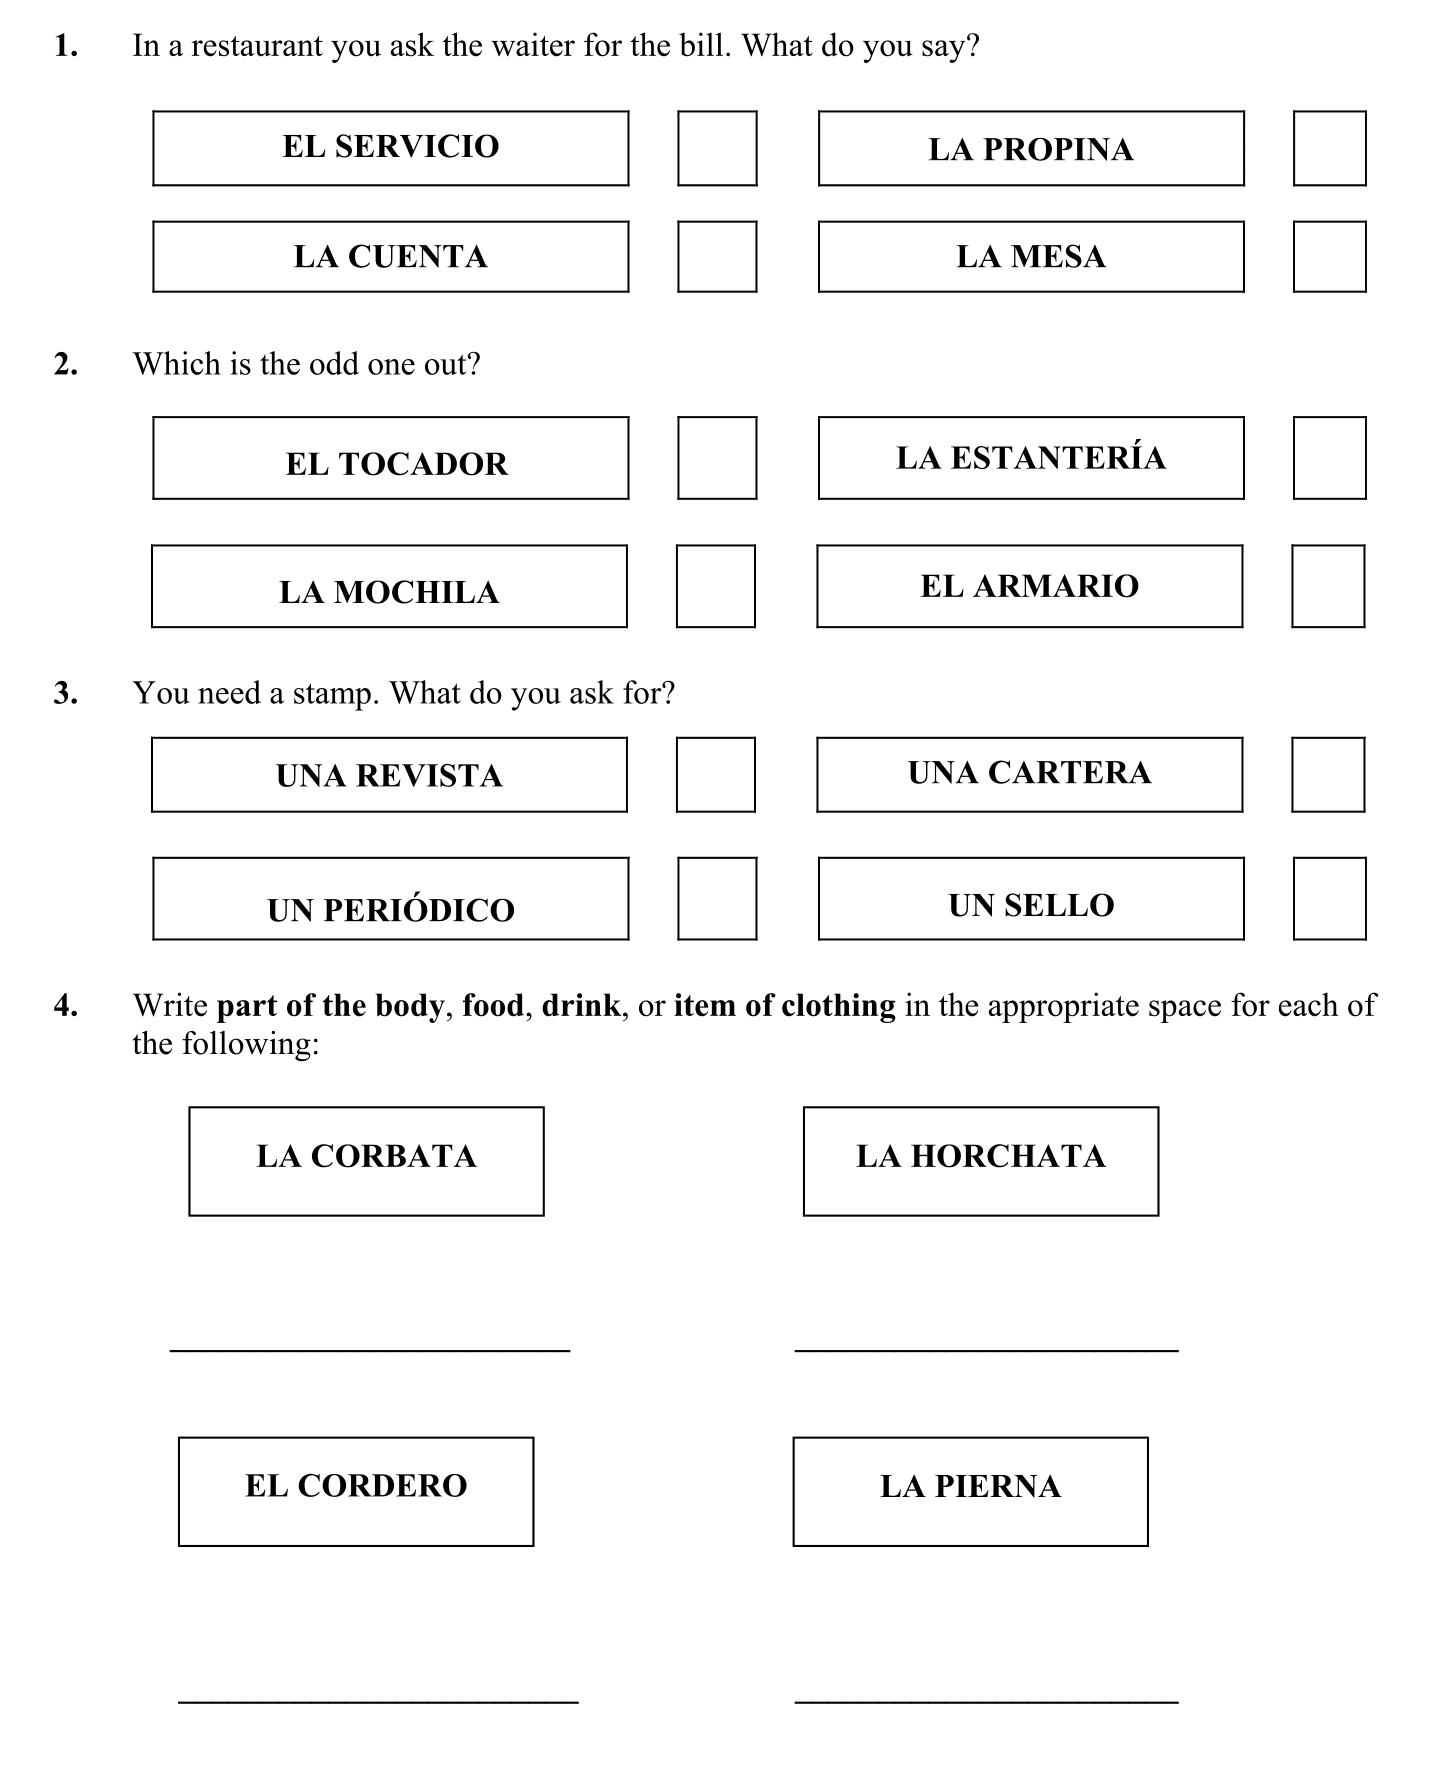 1. In a restaurant you ask the waiter for the bill. What do you say?
EL SERVICIO LA PROPINA
LA CUENTA LA MESA
2. Which is the odd one out?
EL TOCADOR LA ESTANTERÍA
LA MOCHILA EL ARMARIO
3. You need a stamp. What do you ask for?
UNA REVISTA UNA CARTERA
UN PERIÓDICO UN SELLO
4. Write part of the body, food, drink, or item of clothing in the appropriate space for each of
the following:
LA CORBATA LA HORCHATA
EL CORDERO LA PIERNA